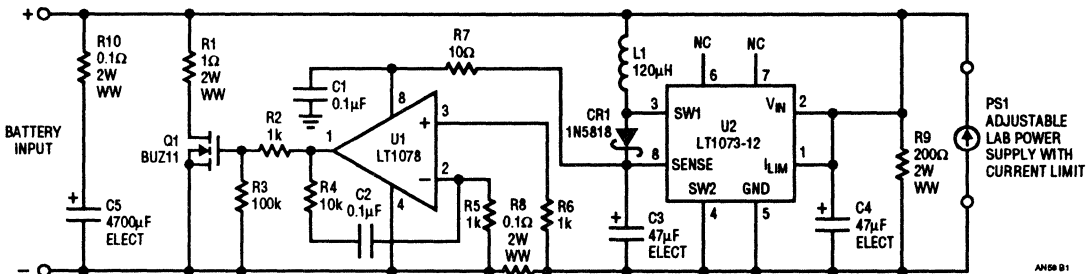 +
R10
0.1Ω
2W
WW
R1
1Ω
2W
WW
R7
10Ω
C1
0.1µF
8
L1
120µH
NC
NC
6
7
3
SW1
VIN
2
PS1
ADJUSTABLE
LAB POWER
SUPPLY WITH
CURRENT LIMIT
BATTERY
INPUT
Q1
BUZ11
R2
1k
1
U1
LT1078
+
3
−
2
4
CR1
1N5818
U2
LT1073-12
8
SENSE
ILIM
1
R9
200Ω
2W
WW
SW2
GND
4
5
+
C5
4700µF
ELECT
R3
100k
R4
10k
C2
0.1µF
R5
1k
R8
0.1Ω
2W
WW
R6
1k
+
C3
47µF
ELECT
+
C4
47µF
ELECT
−
AN58 B1